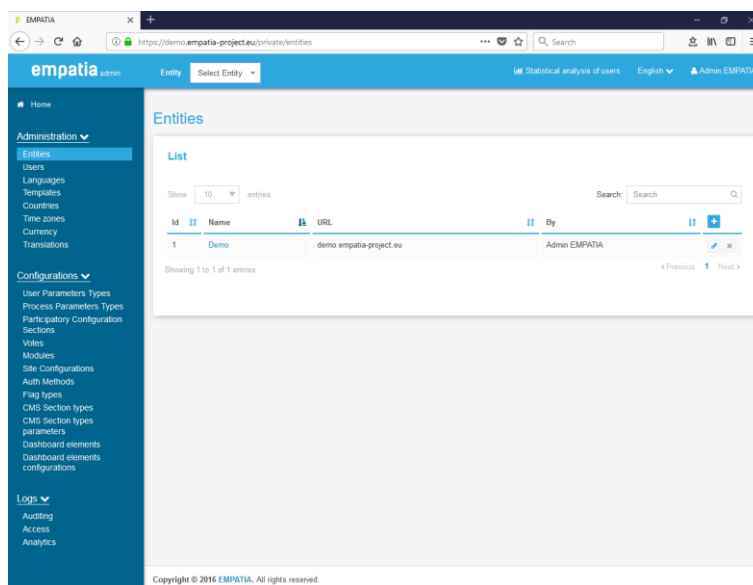 EMPATIA
https://demo.empatia-project.eu/private/entities
Search
empatia admin
Entity
Select Entity
Statistical analysis of users
English
Admin EMPATIA
Home
Administration
Entities
Users
Languages
Templates
Countries
Time zones
Currency
Translations
Configurations
User Parameters Types
Process Parameters Types
Participatory Configuration
Sections
Votes
Modules
Site Configurations
Auth Methods
Flag types
CMS Section types
CMS Section types
parameters
Dashboard elements
Dashboard elements
configurations
Logs
Auditing
Access
Analytics
Entities
List
Show 10 entries
Search: Search
Id Name URL By
1 Demo demo.empatia-project.eu Admin EMPATIA
Showing 1 to 1 of 1 entries
Previous 1 Next
Copyright © 2016 EMPATIA. All rights reserved.